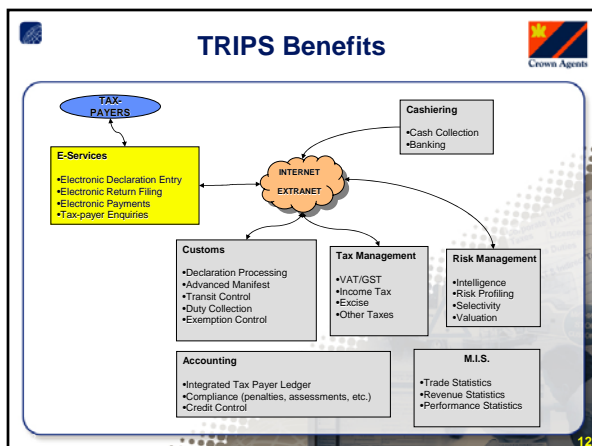 TRIPS Benefits
Crown Agents
TAX-
PAYERS
E-Services
•Electronic Declaration Entry
•Electronic Return Filing
•Electronic Payments
•Tax-payer Enquiries
Cashiering
•Cash Collection
•Banking
INTERNET
EXTRANET
Customs
•Declaration Processing
•Advanced Manifest
•Transit Control
•Duty Collection
•Exemption Control
Tax Management
•VAT/GST
•Income Tax
•Excise
•Other Taxes
Risk Management
•Intelligence
•Risk Profiling
•Selectivity
•Valuation
Accounting
•Integrated Tax Payer Ledger
•Compliance (penalties, assessments, etc.)
•Credit Control
M.I.S.
•Trade Statistics
•Revenue Statistics
•Performance Statistics
12